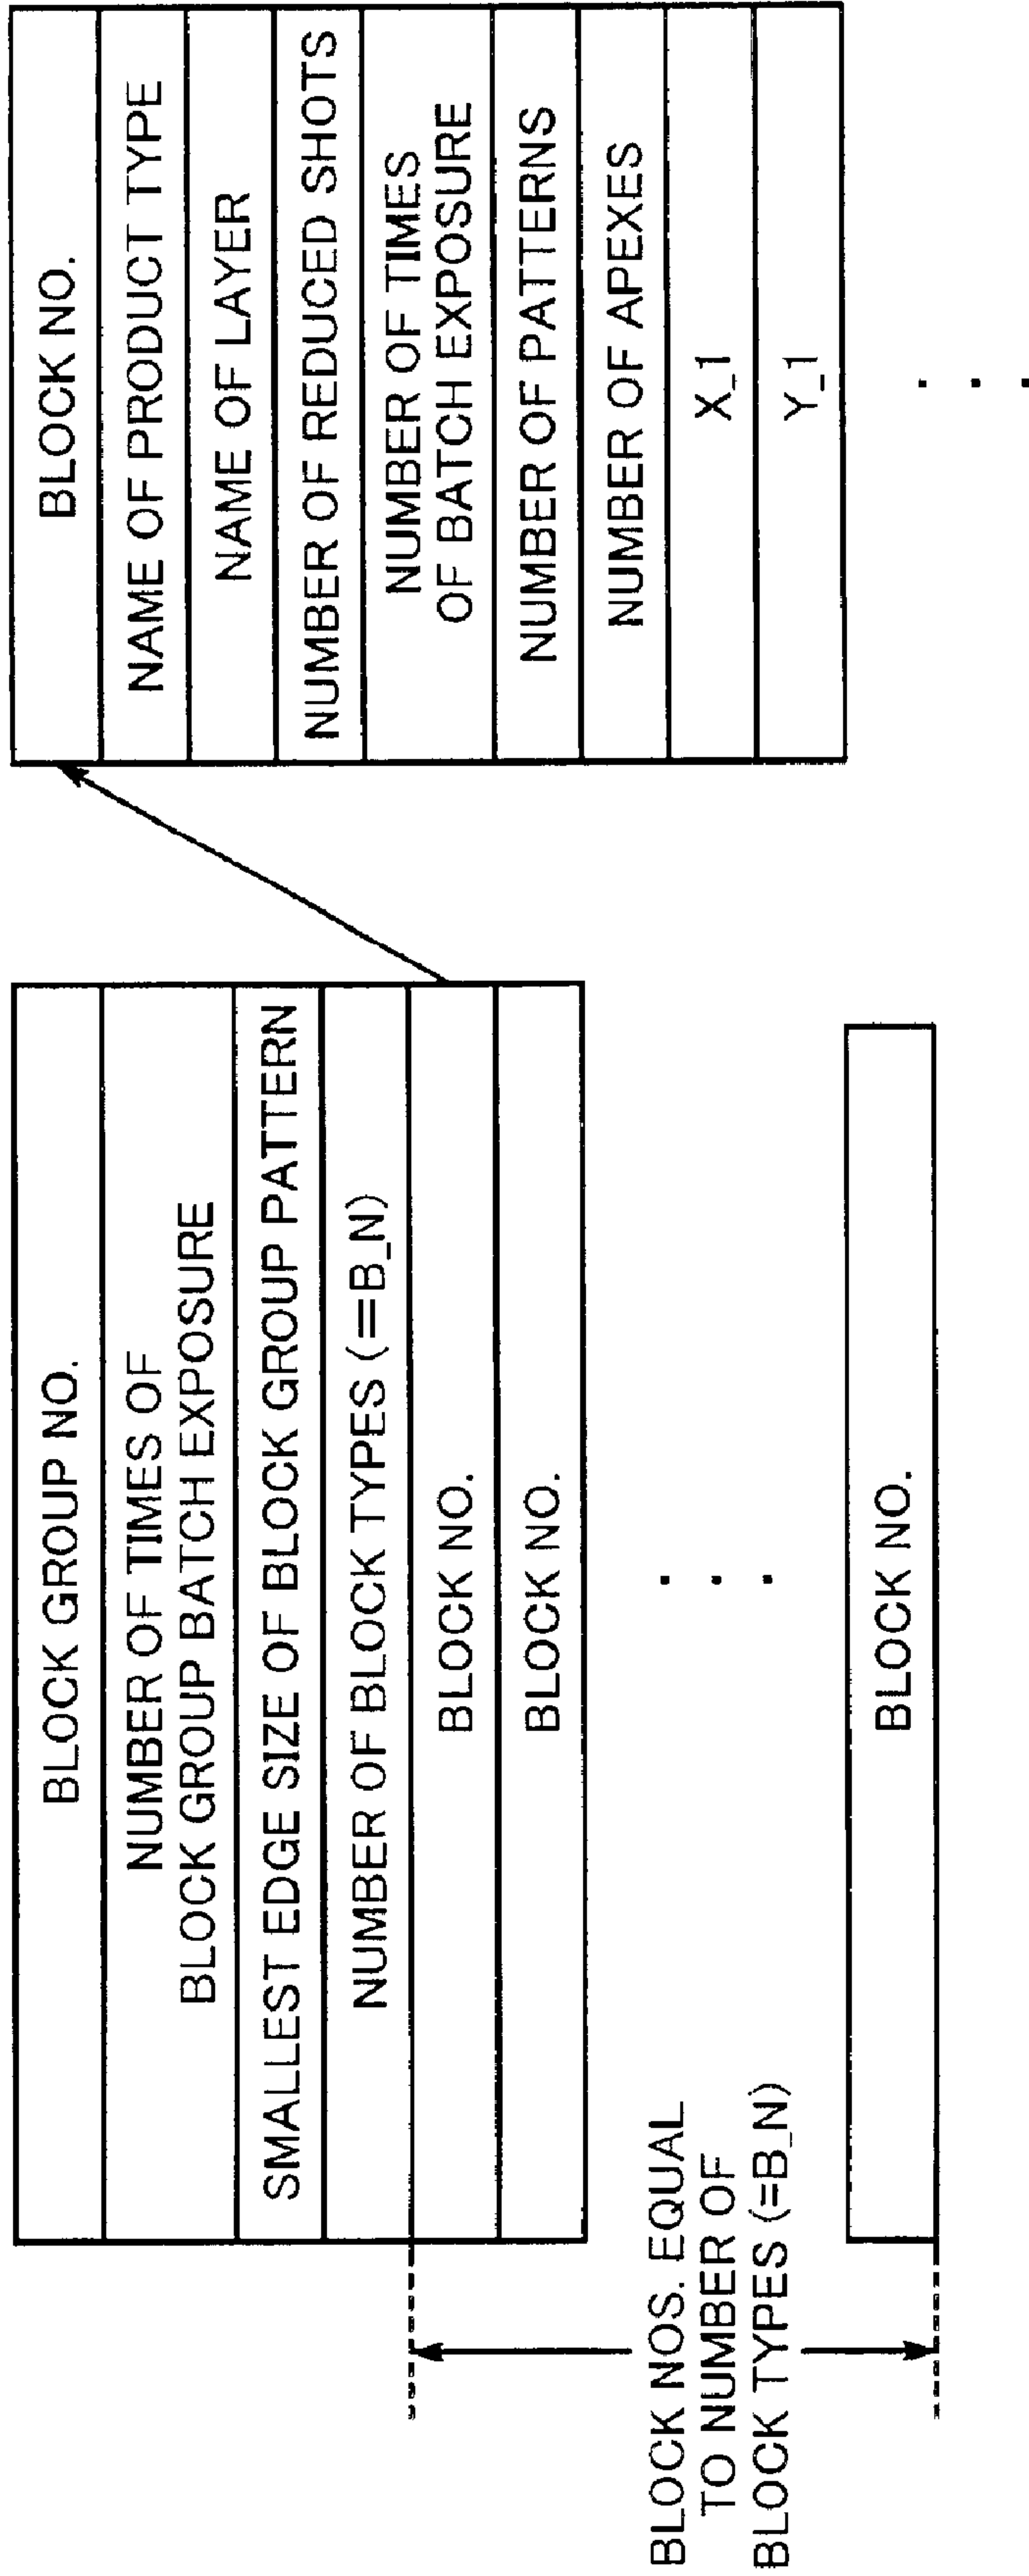 BLOCK GROUP NO.
NUMBER OF TIMES OF
BLOCK GROUP BATCH EXPOSURE
SMALLEST EDGE SIZE OF BLOCK GROUP PATTERN
NUMBER OF BLOCK TYPES (=B_N)
BLOCK NO.
BLOCK NO.
BLOCK NO.
BLOCK NOS. EQUAL
TO NUMBER OF
BLOCK TYPES (=B_N)
BLOCK NO.
NAME OF PRODUCT TYPE
NAME OF LAYER
NUMBER OF REDUCED SHOTS
NUMBER OF TIMES
OF BATCH EXPOSURE
NUMBER OF PATTERNS
NUMBER OF APEXES
X_1
Y_1